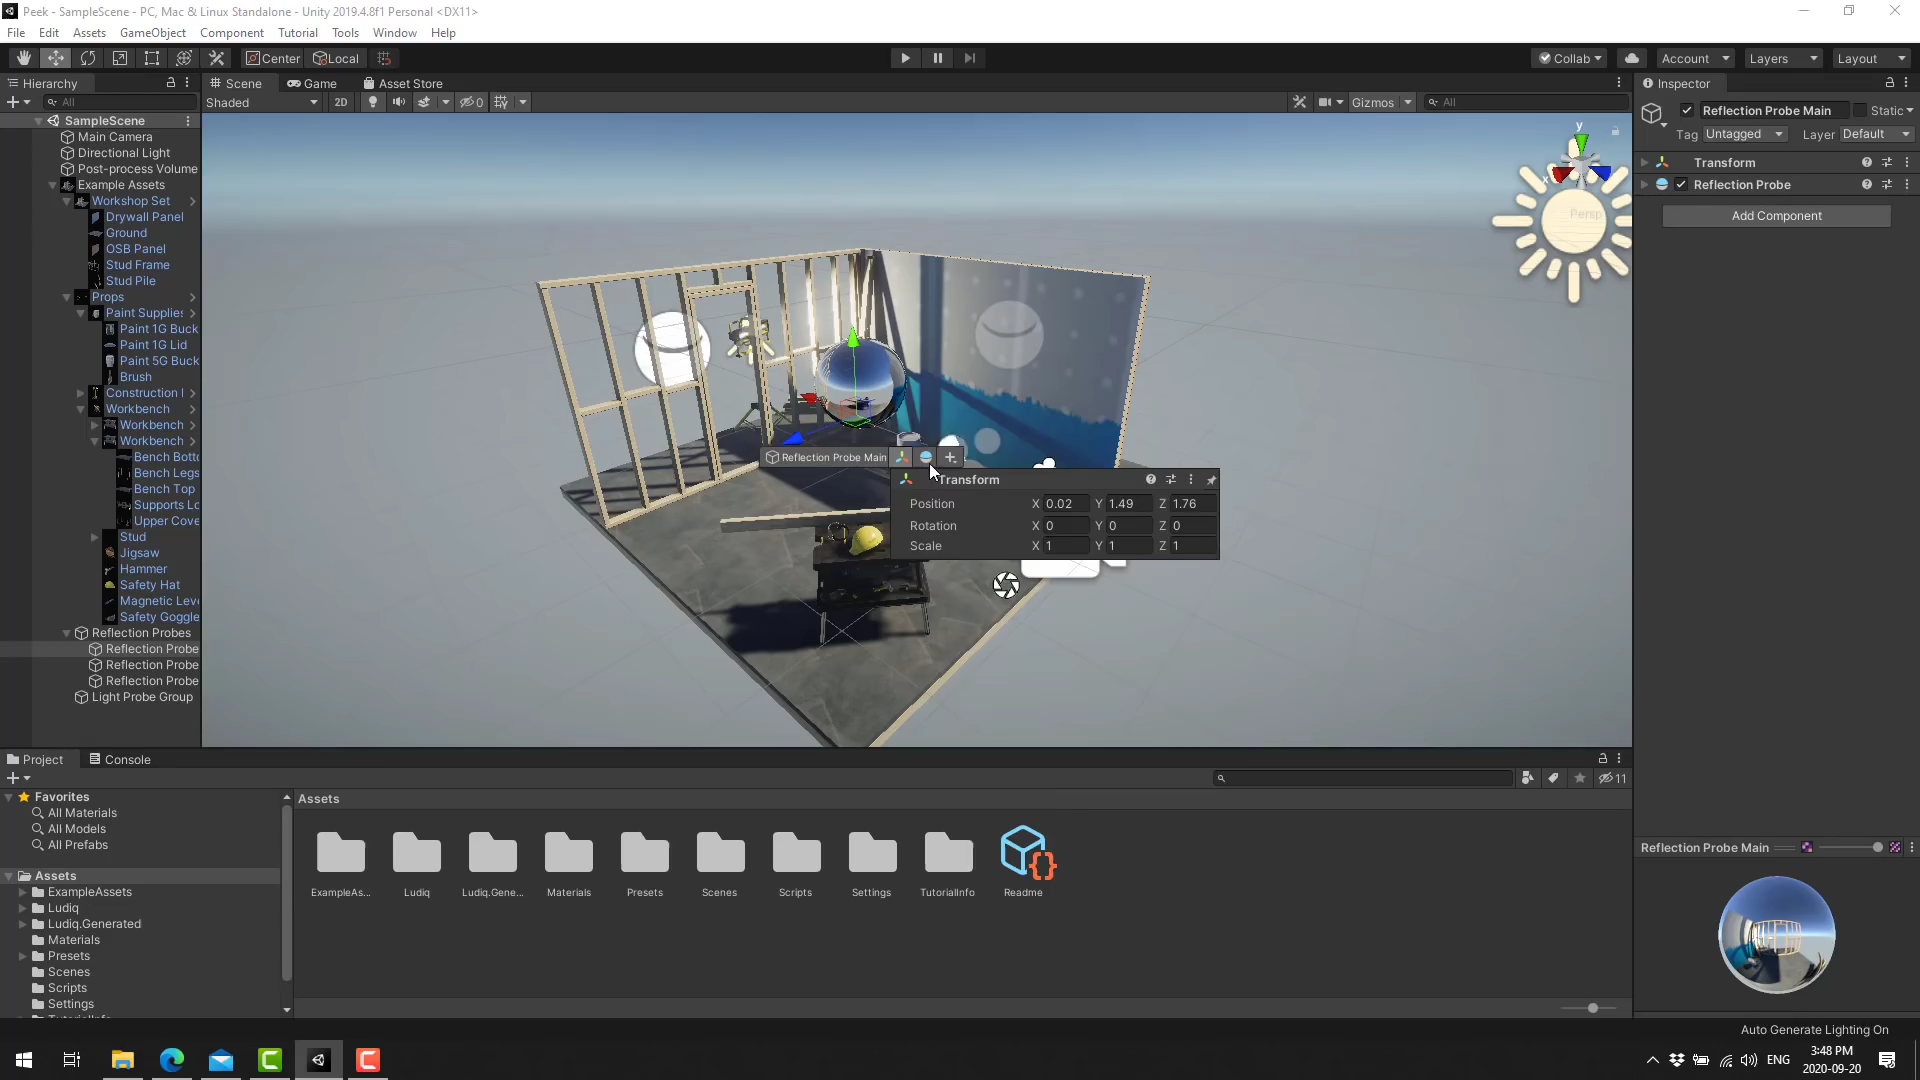 Peek - SampleScene - PC, Mac & Linux Standalone - Unity 2019.4.8f1 Personal <DX11>
File Edit Assets GameObject Component Tutorial Tools Window Help
Center Local Collab Account Layers Layout
Hierarchy
All
SampleScene
Main Camera
Directional Light
Post-process Volume
Example Assets
Workshop Set
Drywall Panel
Ground
OSB Panel
Stud Frame
Stud Pile
Props
Paint Supplies
Paint 1G Buck
Paint 1G Lid
Paint 5G Buck
Brush
Construction
Workbench
Workbench
Workbench
Bench Bott
Bench Legs
Bench Top
Supports Lo
Upper Cove
Stud
Jigsaw
Hammer
Safety Hat
Magnetic Leve
Safety Goggle
Reflection Probes
Reflection Probe
Reflection Probe
Reflection Probe
Light Probe Group
Scene Game Asset Store
Shaded 2D 0 Gizmos All
y
x
Persp
Reflection Probe Main
Transform
Position X 0.02 Y 1.49 Z 1.76
Rotation X 0 Y 0 Z 0
Scale X 1 Y 1 Z 1
Inspector
Reflection Probe Main Static
Tag Untagged Layer Default
Transform
Reflection Probe
Add Component
Project Console
11
Favorites
All Materials
All Models
All Prefabs
Assets
ExampleAssets
Ludiq
Ludiq.Generated
Materials
Presets
Scenes
Scripts
Settings
Assets
ExampleAs...
Ludiq
Ludiq.Gene...
Materials
Presets
Scenes
Scripts
Settings
TutorialInfo
Readme
Reflection Probe Main
Auto Generate Lighting On
ENG
3:48 PM
2020-09-20